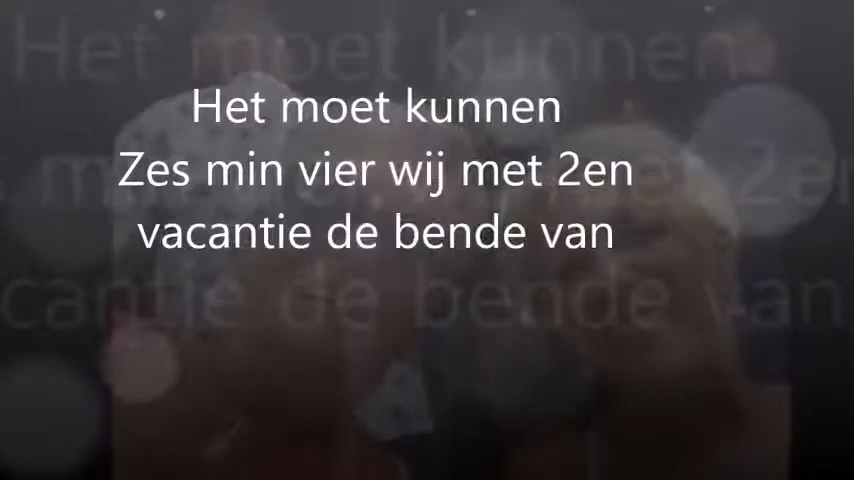 Het moet kunnen
Zes min vier wij met 2en
vacantie de bende van